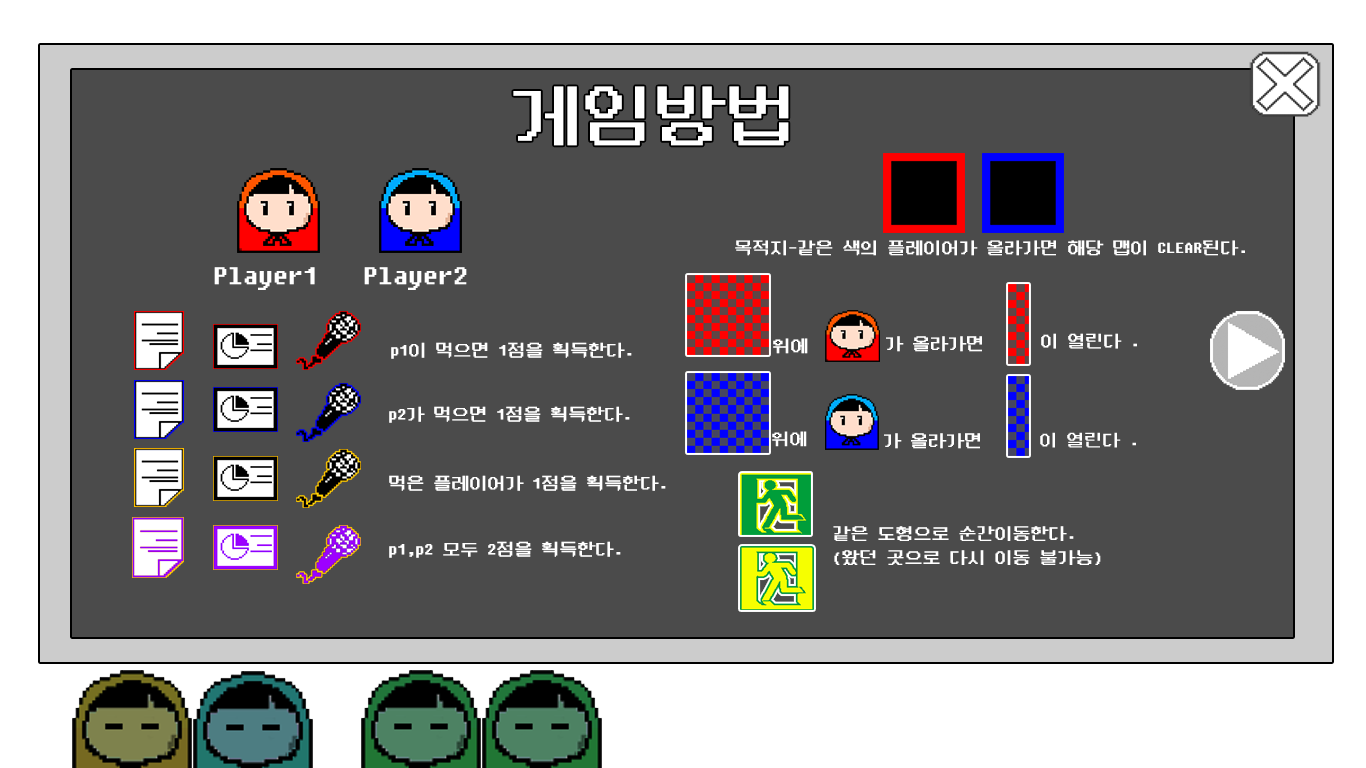 게임방법
Player1
Player2
p1이 먹으면 1점을 획득한다.
p2가 먹으면 1점을 획득한다.
먹은 플레이어가 1점을 획득한다.
p1,p2 모두 2점을 획득한다.
목적지-같은 색의 플레이어가 올라가면 해당 맵이 CLEAR된다.
위에 가 올라가면 이 열린다 .
위에 가 올라가면 이 열린다 .
같은 도형으로 순간이동한다.
(왔던 곳으로 다시 이동 불가능)